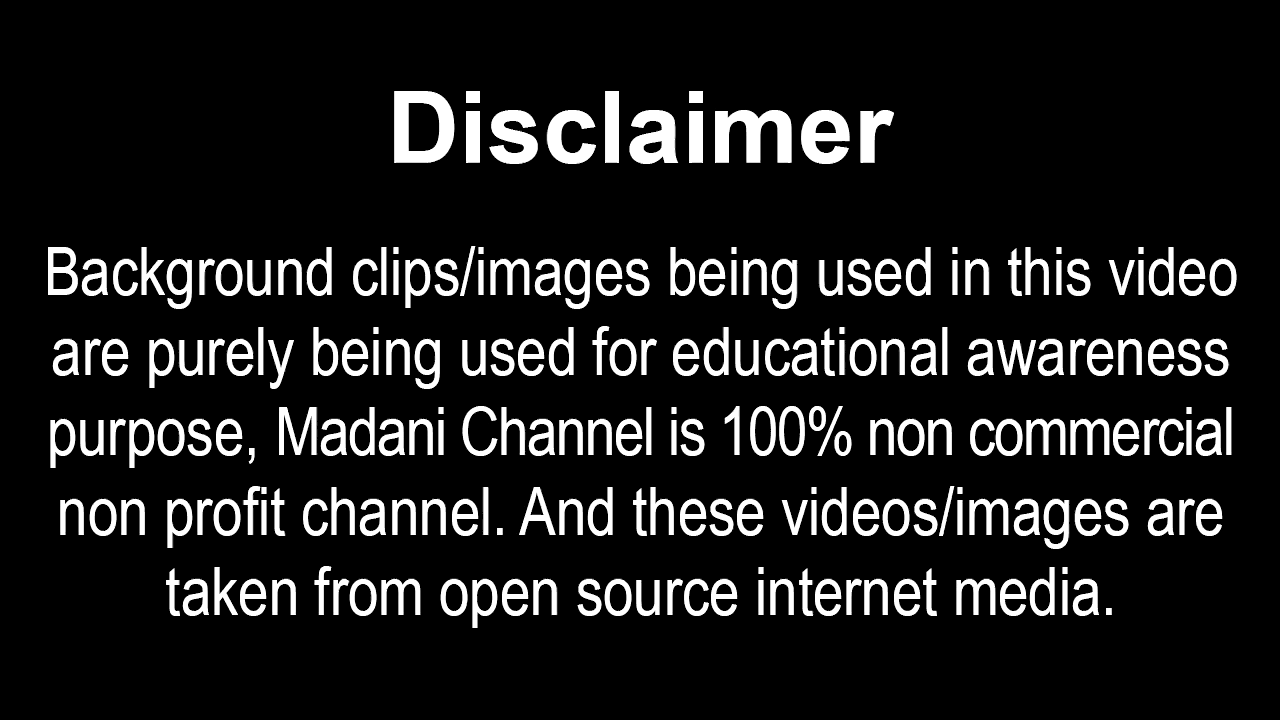 Disclaimer
Background clips/images being used in this video
are purely being used for educational awareness
purpose, Madani Channel is 100% non commercial
non profit channel. And these videos/images are
taken from open source internet media.